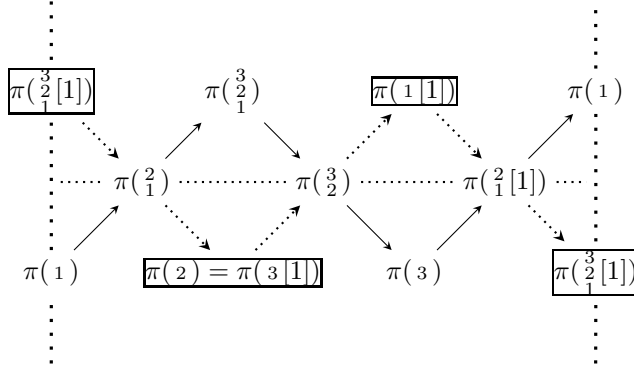 π(3 2 1[1]) π(3 2 1) π(1[1]) π(1)
π(2 1) π(3 2) π(2 1[1])
π(1) π(2) = π(3[1]) π(3) π(3 2 1[1])